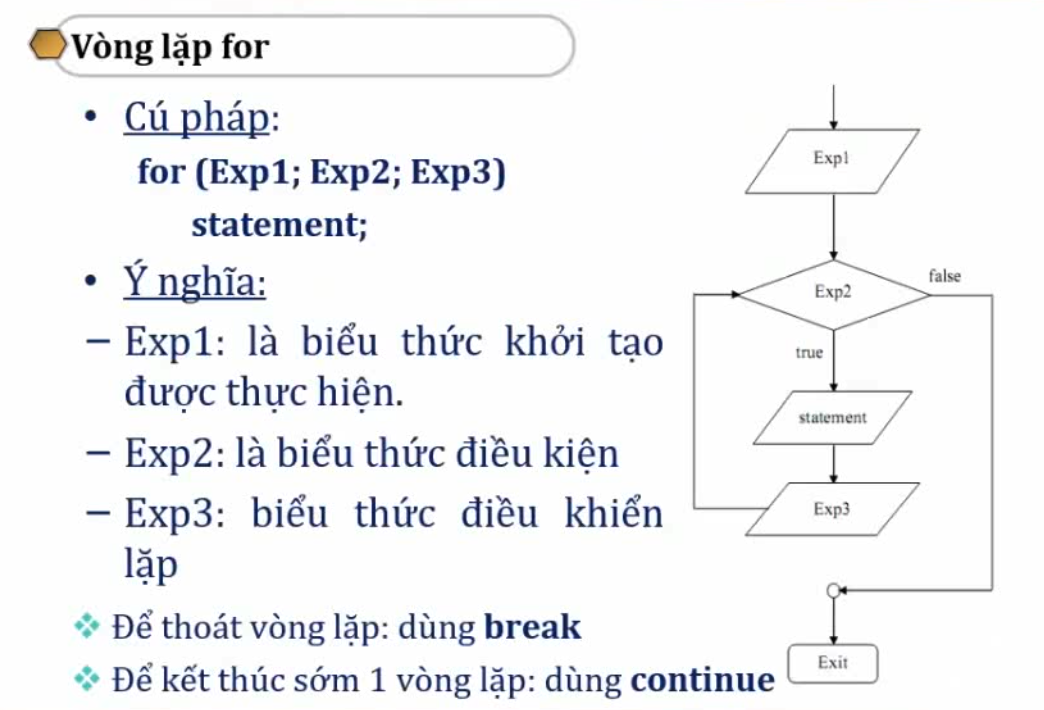 Vòng lặp for
• Cú pháp:
for (Exp1; Exp2; Exp3)
statement;
• Ý nghĩa:
– Exp1: là biểu thức khởi tạo
được thực hiện.
– Exp2: là biểu thức điều kiện
– Exp3: biểu thức điều khiển
lặp
❖ Để thoát vòng lặp: dùng break
❖ Để kết thúc sớm 1 vòng lặp: dùng continue
Exp1
Exp2
false
true
statement
Exp3
Exit